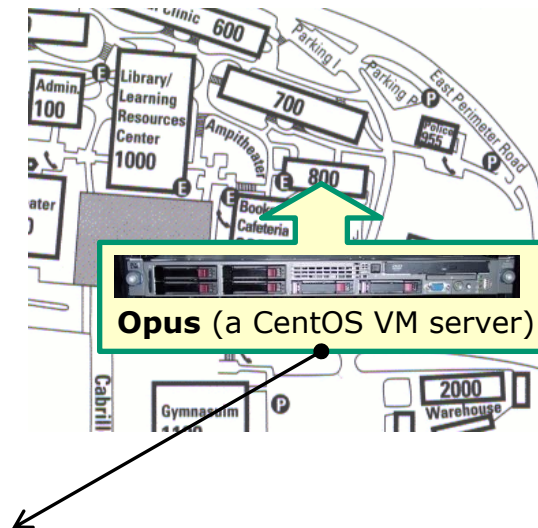 Clinic
600
Parking I
Parking P
P
East Perimeter Road
Admin.
100
E
Library/
Learning
Resources
Center
1000
700
Police
955
Ampitheater
P
800
E
E
E
Cafeteria
Opus (a CentOS VM server)
Gymnasium
P
2000
Warehouse